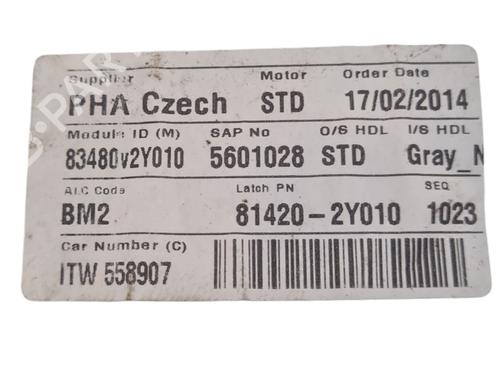 Supplier Motor Order Date
PHA Czech STD 17/02/2014
Module ID (M) SAP No O/S HDL I/S HDL
83480v2Y010 5601028 STD Gray_N
ALC Code Latch PN SEQ
BM2 81420-2Y010 1023
Car Number (C)
ITW 558907